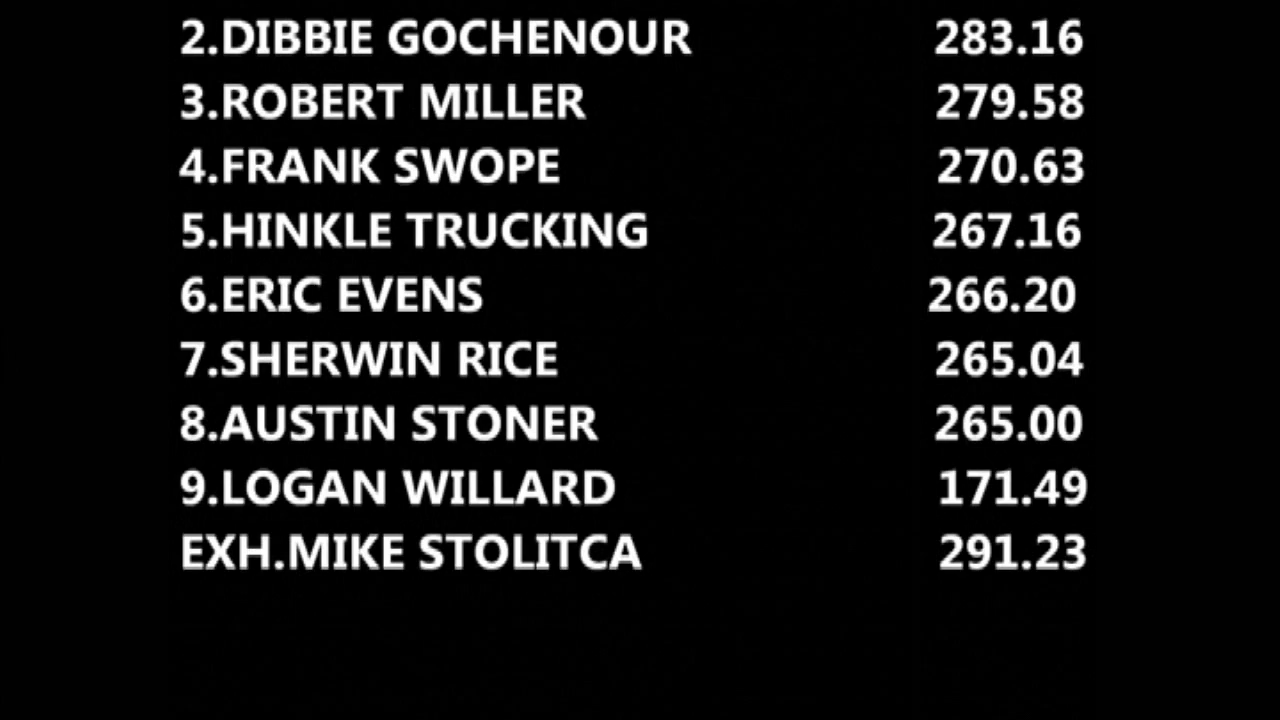 2.DIBBIE GOCHENOUR 283.16
3.ROBERT MILLER 279.58
4.FRANK SWOPE 270.63
5.HINKLE TRUCKING 267.16
6.ERIC EVENS 266.20
7.SHERWIN RICE 265.04
8.AUSTIN STONER 265.00
9.LOGAN WILLARD 171.49
EXH.MIKE STOLITCA 291.23